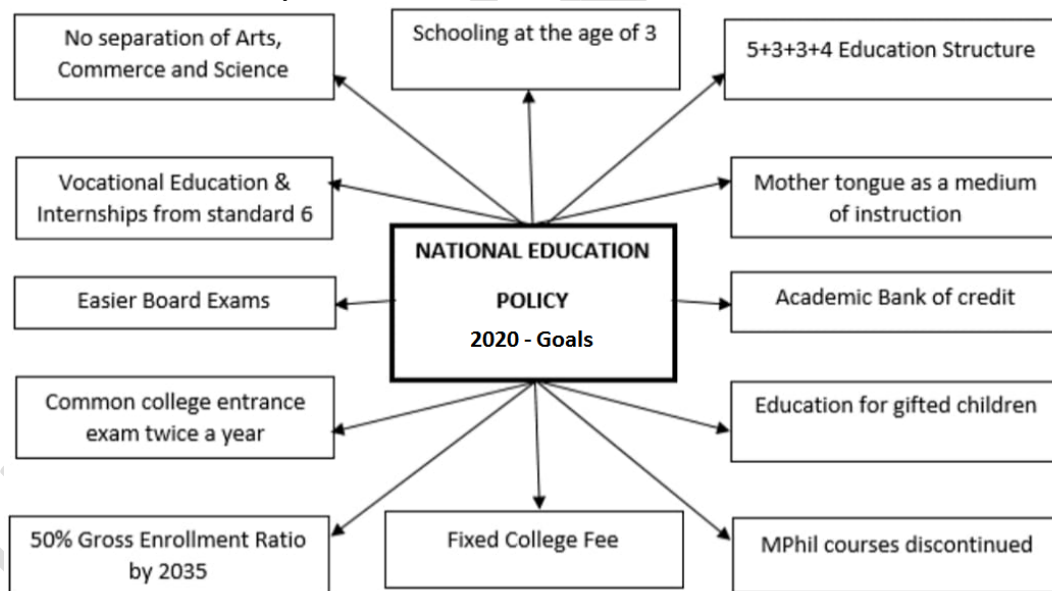 No separation of Arts,
Commerce and Science
Schooling at the age of 3
5+3+3+4 Education Structure
Vocational Education &
Internships from standard 6
Mother tongue as a medium
of instruction
NATIONAL EDUCATION
POLICY
2020 - Goals
Easier Board Exams
Academic Bank of credit
Common college entrance
exam twice a year
Education for gifted children
50% Gross Enrollment Ratio
by 2035
Fixed College Fee
MPhil courses discontinued